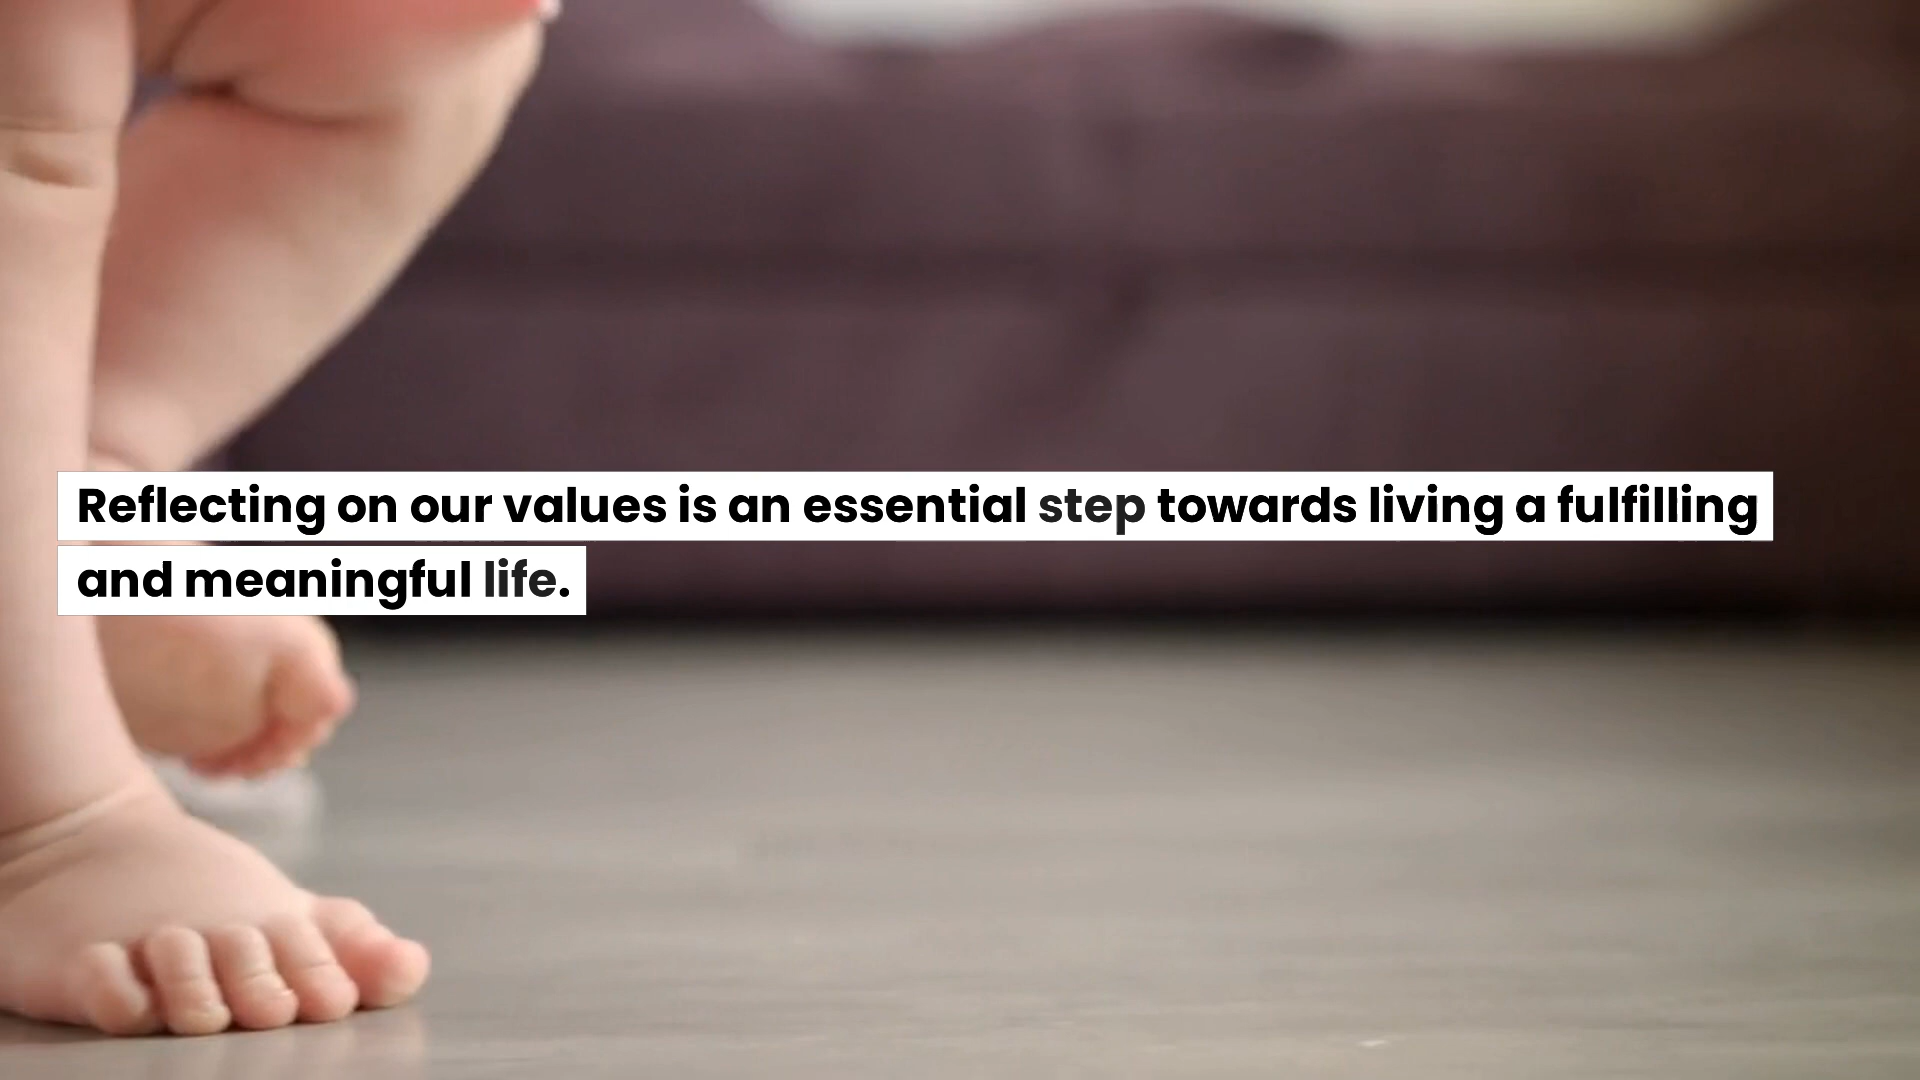 Reflecting on our values is an essential step towards living a fulfilling
and meaningful life.